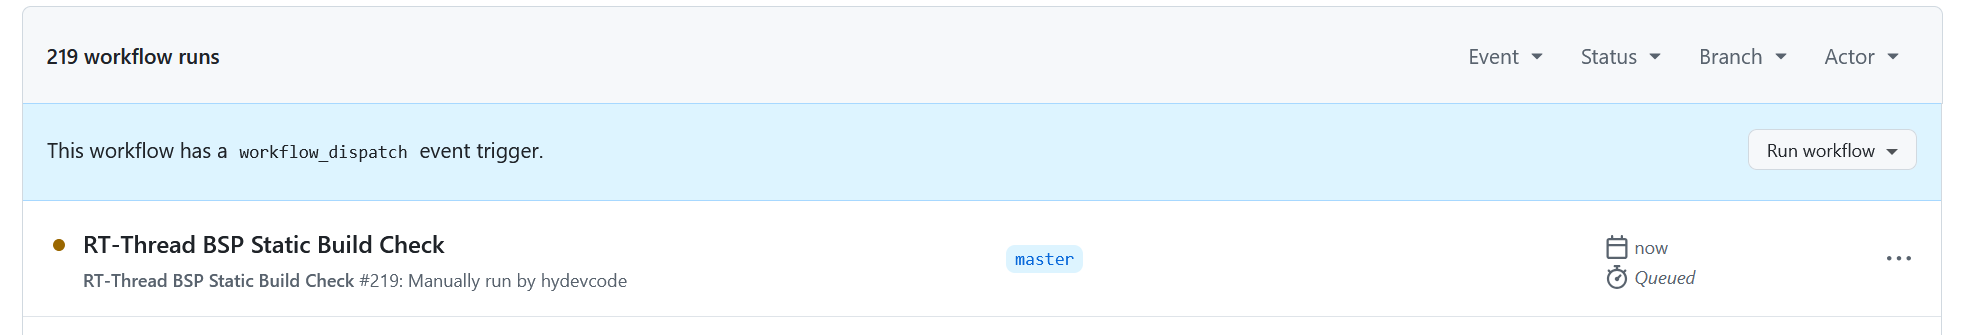 219 workflow runs
Event Status Branch Actor
This workflow has a workflow_dispatch event trigger.
Run workflow
RT-Thread BSP Static Build Check
RT-Thread BSP Static Build Check #219: Manually run by hydevcode
master
now
Queued